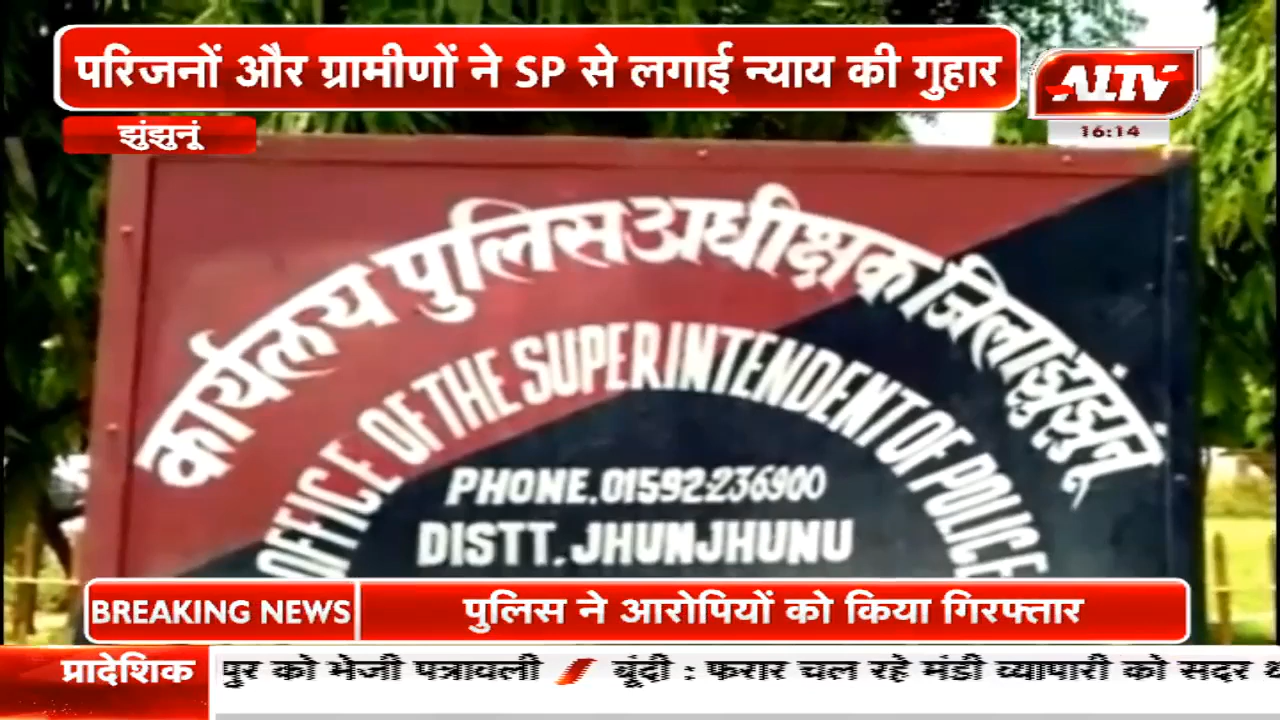 परिजनों और ग्रामीणों ने SP से लगाई न्याय की गुहार
ALTV
16:14
झुंझुनूं
कार्यलय पुलिस अधीक्षक जिला झुंझुनूं
OFFICE OF THE SUPERINTENDENT OF POLICE
PHONE.01592-236900
DISTT. JHUNJHUNU
BREAKING NEWS पुलिस ने आरोपियों को किया गिरफ्तार
प्रादेशिक पुर को भेजी पत्रावली / बूंदी : फरार चल रहे मंडी व्यापारी को सदर